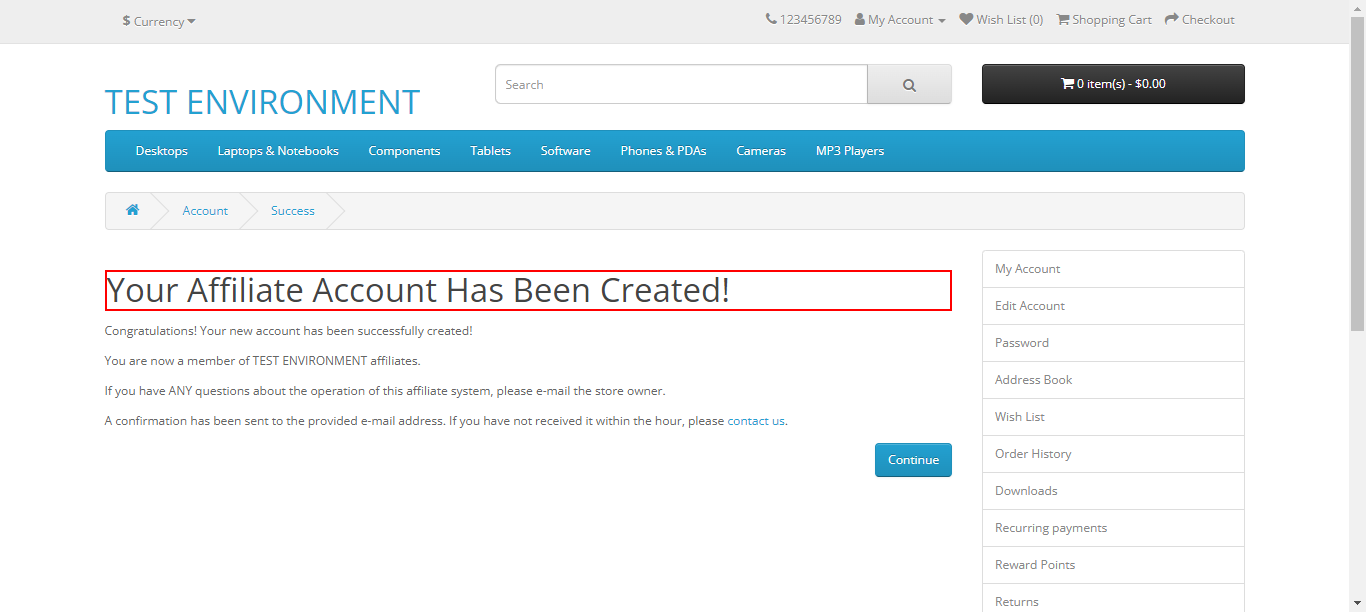 $ Currency
123456789 My Account Wish List (0) Shopping Cart Checkout
TEST ENVIRONMENT
Search
0 item(s) - $0.00
Desktops Laptops & Notebooks Components Tablets Software Phones & PDAs Cameras MP3 Players
Account Success
Your Affiliate Account Has Been Created!
Congratulations! Your new account has been successfully created!
You are now a member of TEST ENVIRONMENT affiliates.
If you have ANY questions about the operation of this affiliate system, please e-mail the store owner.
A confirmation has been sent to the provided e-mail address. If you have not received it within the hour, please contact us.
Continue
My Account
Edit Account
Password
Address Book
Wish List
Order History
Downloads
Recurring payments
Reward Points
Returns